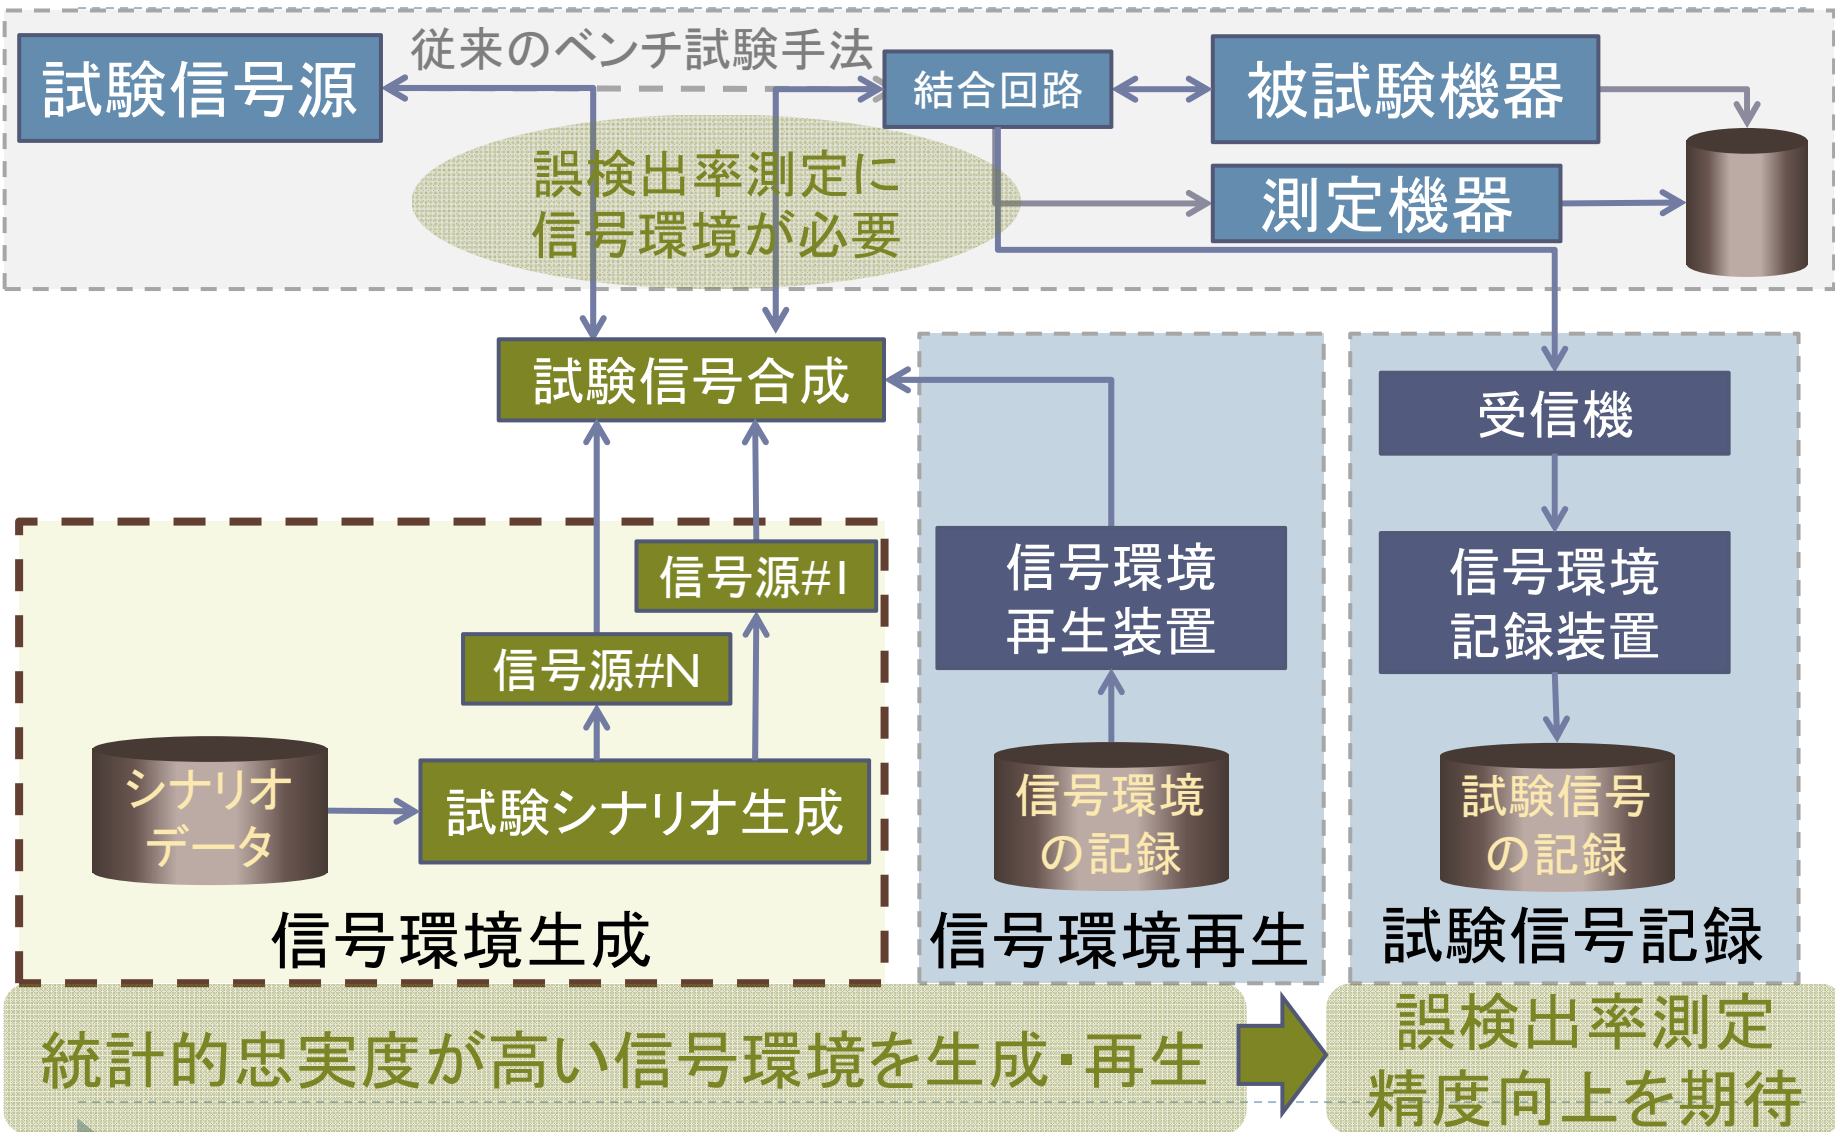 従来のベンチ試験手法
試験信号源
結合回路
被試験機器
誤検出率測定に
信号環境が必要
測定機器
試験信号合成
受信機
信号源#1
信号環境
再生装置
信号環境
記録装置
信号源#N
シナリオ
データ
試験シナリオ生成
信号環境
の記録
試験信号
の記録
信号環境生成
信号環境再生
試験信号記録
統計的忠実度が高い信号環境を生成・再生
誤検出率測定
精度向上を期待